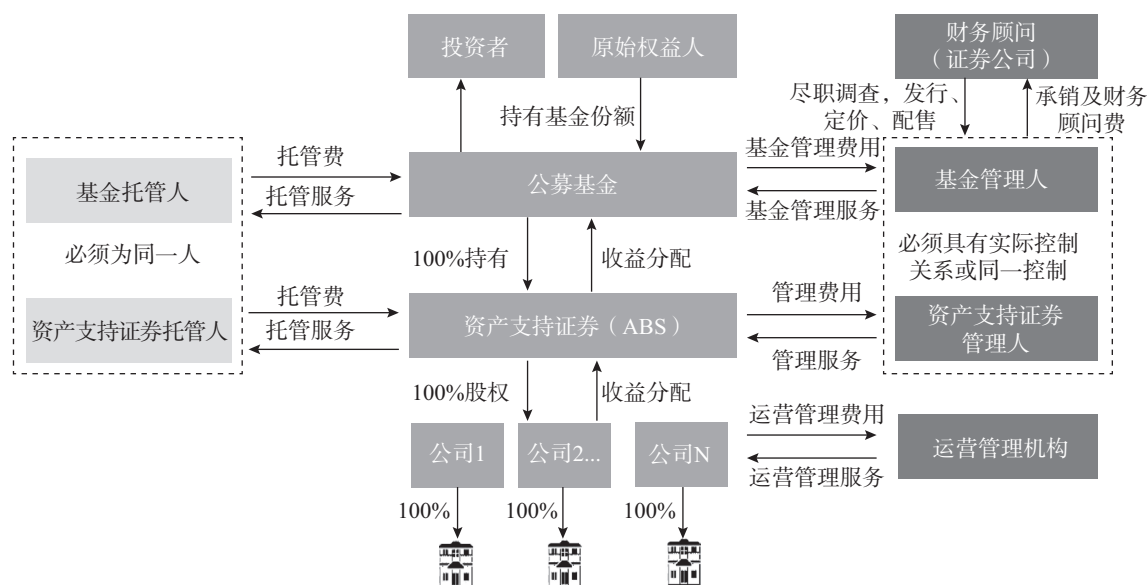 投资者
原始权益人
财务顾问
（证券公司）
持有基金份额
尽职调查，发行、
定价、配售
承销及财务
顾问费
托管费
托管服务
基金托管人
必须为同一人
资产支持证券托管人
公募基金
基金管理费用
基金管理服务
基金管理人
必须具有实际控制
关系或同一控制
100%持有
收益分配
托管费
托管服务
资产支持证券（ABS）
管理费用
管理服务
资产支持证券
管理人
100%股权
收益分配
公司1
公司2...
公司N
运营管理费用
运营管理服务
运营管理机构
100%
100%
100%